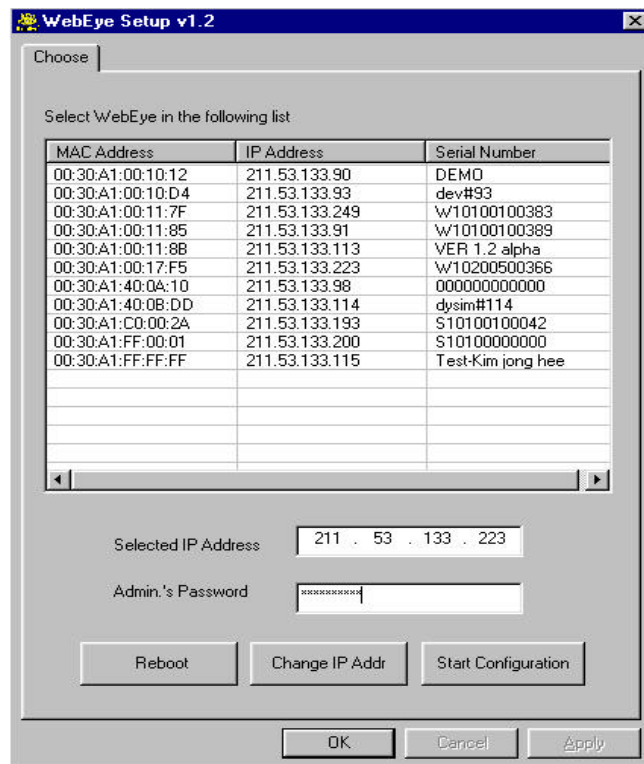 WebEye Setup v1.2
Choose
Select WebEye in the following list
MAC Address IP Address Serial Number
00:30:A1:00:10:12 211.53.133.90 DEMO
00:30:A1:00:10:D4 211.53.133.93 dev#93
00:30:A1:00:11:7F 211.53.133.249 W10100100383
00:30:A1:00:11:85 211.53.133.91 W10100100389
00:30:A1:00:11:8B 211.53.133.113 VER 1.2 alpha
00:30:A1:00:17:F5 211.53.133.223 W10200500366
00:30:A1:40:0A:10 211.53.133.98 000000000000
00:30:A1:40:0B:DD 211.53.133.114 dysim#114
00:30:A1:C0:00:2A 211.53.133.193 S10100100042
00:30:A1:FF:00:01 211.53.133.200 S10100000000
00:30:A1:FF:FF:FF 211.53.133.115 Test-Kim jong hee
Selected IP Address 211 . 53 . 133 . 223
Admin.'s Password **********
Reboot Change IP Addr Start Configuration
OK Cancel Apply